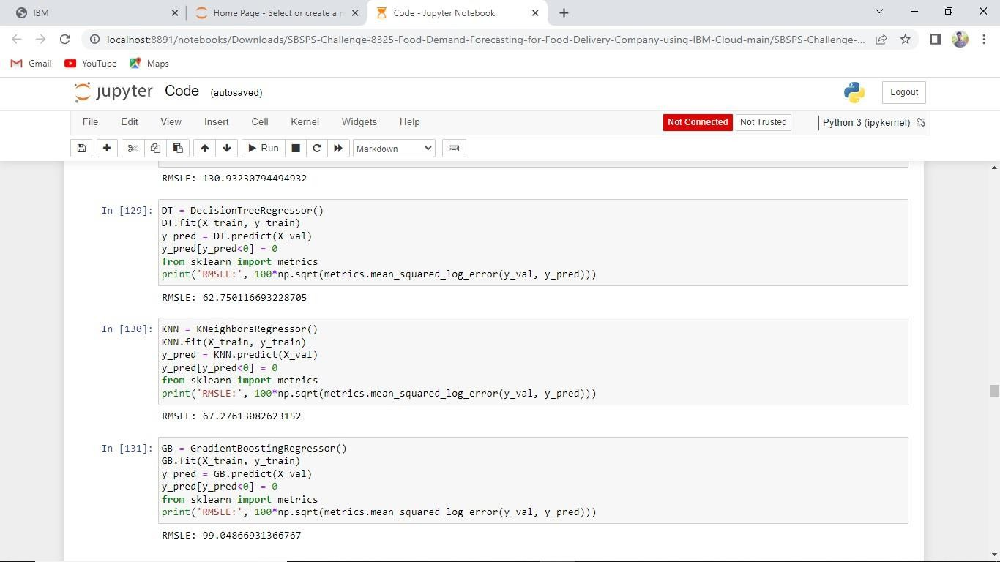 IBM
Home Page - Select or create a n
Code - Jupyter Notebook
localhost:8891/notebooks/Downloads/SBSPS-Challenge-8325-Food-Demand-Forecasting-for-Food-Delivery-Company-using-IBM-Cloud-main/SBSPS-Challenge-...
Gmail YouTube Maps
jupyter Code (autosaved) Logout
File Edit View Insert Cell Kernel Widgets Help Not Connected Not Trusted Python 3 (ipykernel)
Run Markdown
RMSLE: 130.93230794494932
In [129]: DT = DecisionTreeRegressor()
DT.fit(X_train, y_train)
y_pred = DT.predict(X_val)
y_pred[y_pred<0] = 0
from sklearn import metrics
print('RMSLE:', 100*np.sqrt(metrics.mean_squared_log_error(y_val, y_pred)))
RMSLE: 62.750116693228705
In [130]: KNN = KNeighborsRegressor()
KNN.fit(X_train, y_train)
y_pred = KNN.predict(X_val)
y_pred[y_pred<0] = 0
from sklearn import metrics
print('RMSLE:', 100*np.sqrt(metrics.mean_squared_log_error(y_val, y_pred)))
RMSLE: 67.27613082623152
In [131]: GB = GradientBoostingRegressor()
GB.fit(X_train, y_train)
y_pred = GB.predict(X_val)
y_pred[y_pred<0] = 0
from sklearn import metrics
print('RMSLE:', 100*np.sqrt(metrics.mean_squared_log_error(y_val, y_pred)))
RMSLE: 99.04866931366767